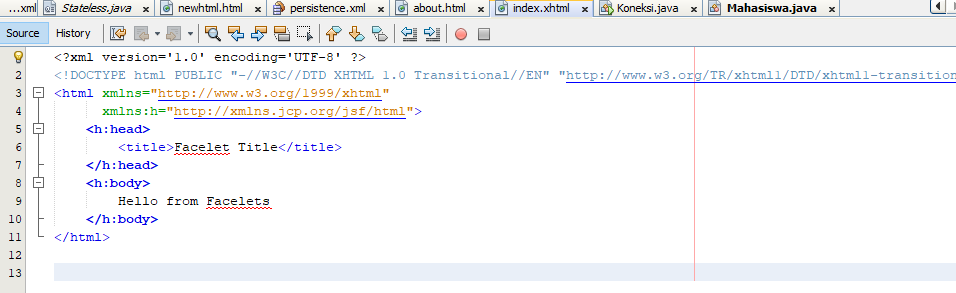 ...xml Stateless.java newhtml.html persistence.xml about.html index.xhtml Koneksi.java Mahasiswa.java
Source History
1 <?xml version='1.0' encoding='UTF-8' ?>
2 <!DOCTYPE html PUBLIC "-//W3C//DTD XHTML 1.0 Transitional//EN" "http://www.w3.org/TR/xhtml1/DTD/xhtml1-transition
3 <html xmlns="http://www.w3.org/1999/xhtml"
4 xmlns:h="http://xmlns.jcp.org/jsf/html">
5 <h:head>
6 <title>Facelet Title</title>
7 </h:head>
8 <h:body>
9 Hello from Facelets
10 </h:body>
11 </html>
12
13